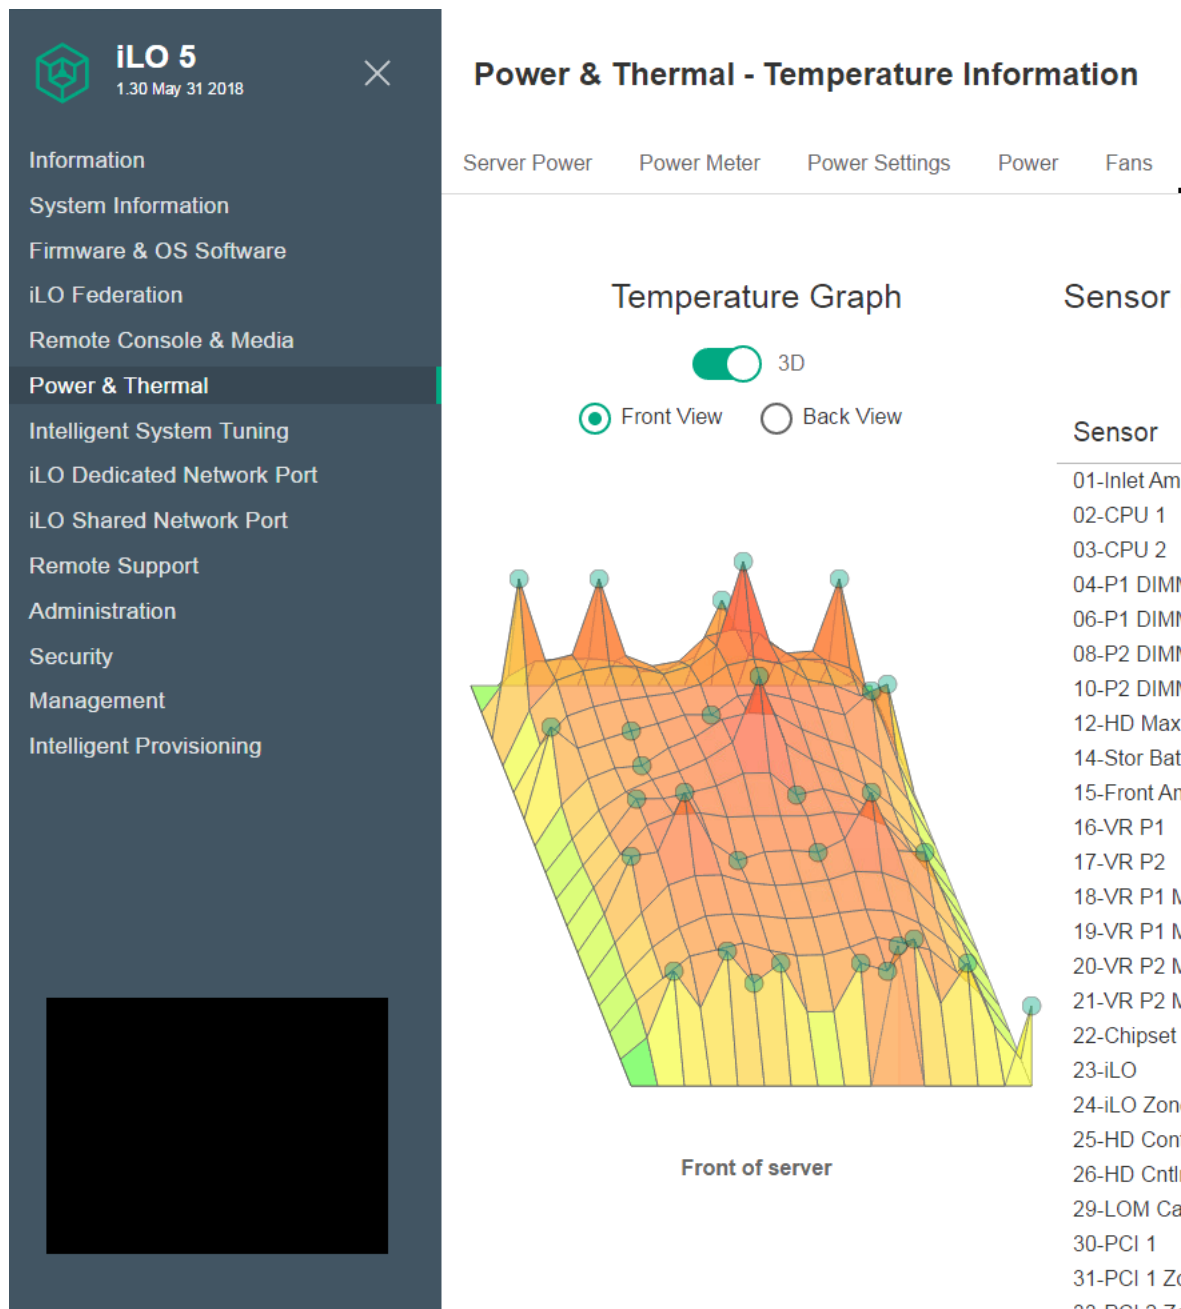 iLO 5
1.30 May 31 2018
Information
System Information
Firmware & OS Software
iLO Federation
Remote Console & Media
Power & Thermal
Intelligent System Tuning
iLO Dedicated Network Port
iLO Shared Network Port
Remote Support
Administration
Security
Management
Intelligent Provisioning
Power & Thermal - Temperature Information
Server Power Power Meter Power Settings Power Fans
Temperature Graph
3D
Front View Back View
Front of server
Sensor
Sensor
01-Inlet Am
02-CPU 1
03-CPU 2
04-P1 DIM
06-P1 DIM
08-P2 DIM
10-P2 DIM
12-HD Max
14-Stor Bat
15-Front A
16-VR P1
17-VR P2
18-VR P1
19-VR P1
20-VR P2
21-VR P2
22-Chipset
23-iLO
24-iLO Zon
25-HD Con
26-HD Cntl
29-LOM Ca
30-PCI 1
31-PCI 1 Z